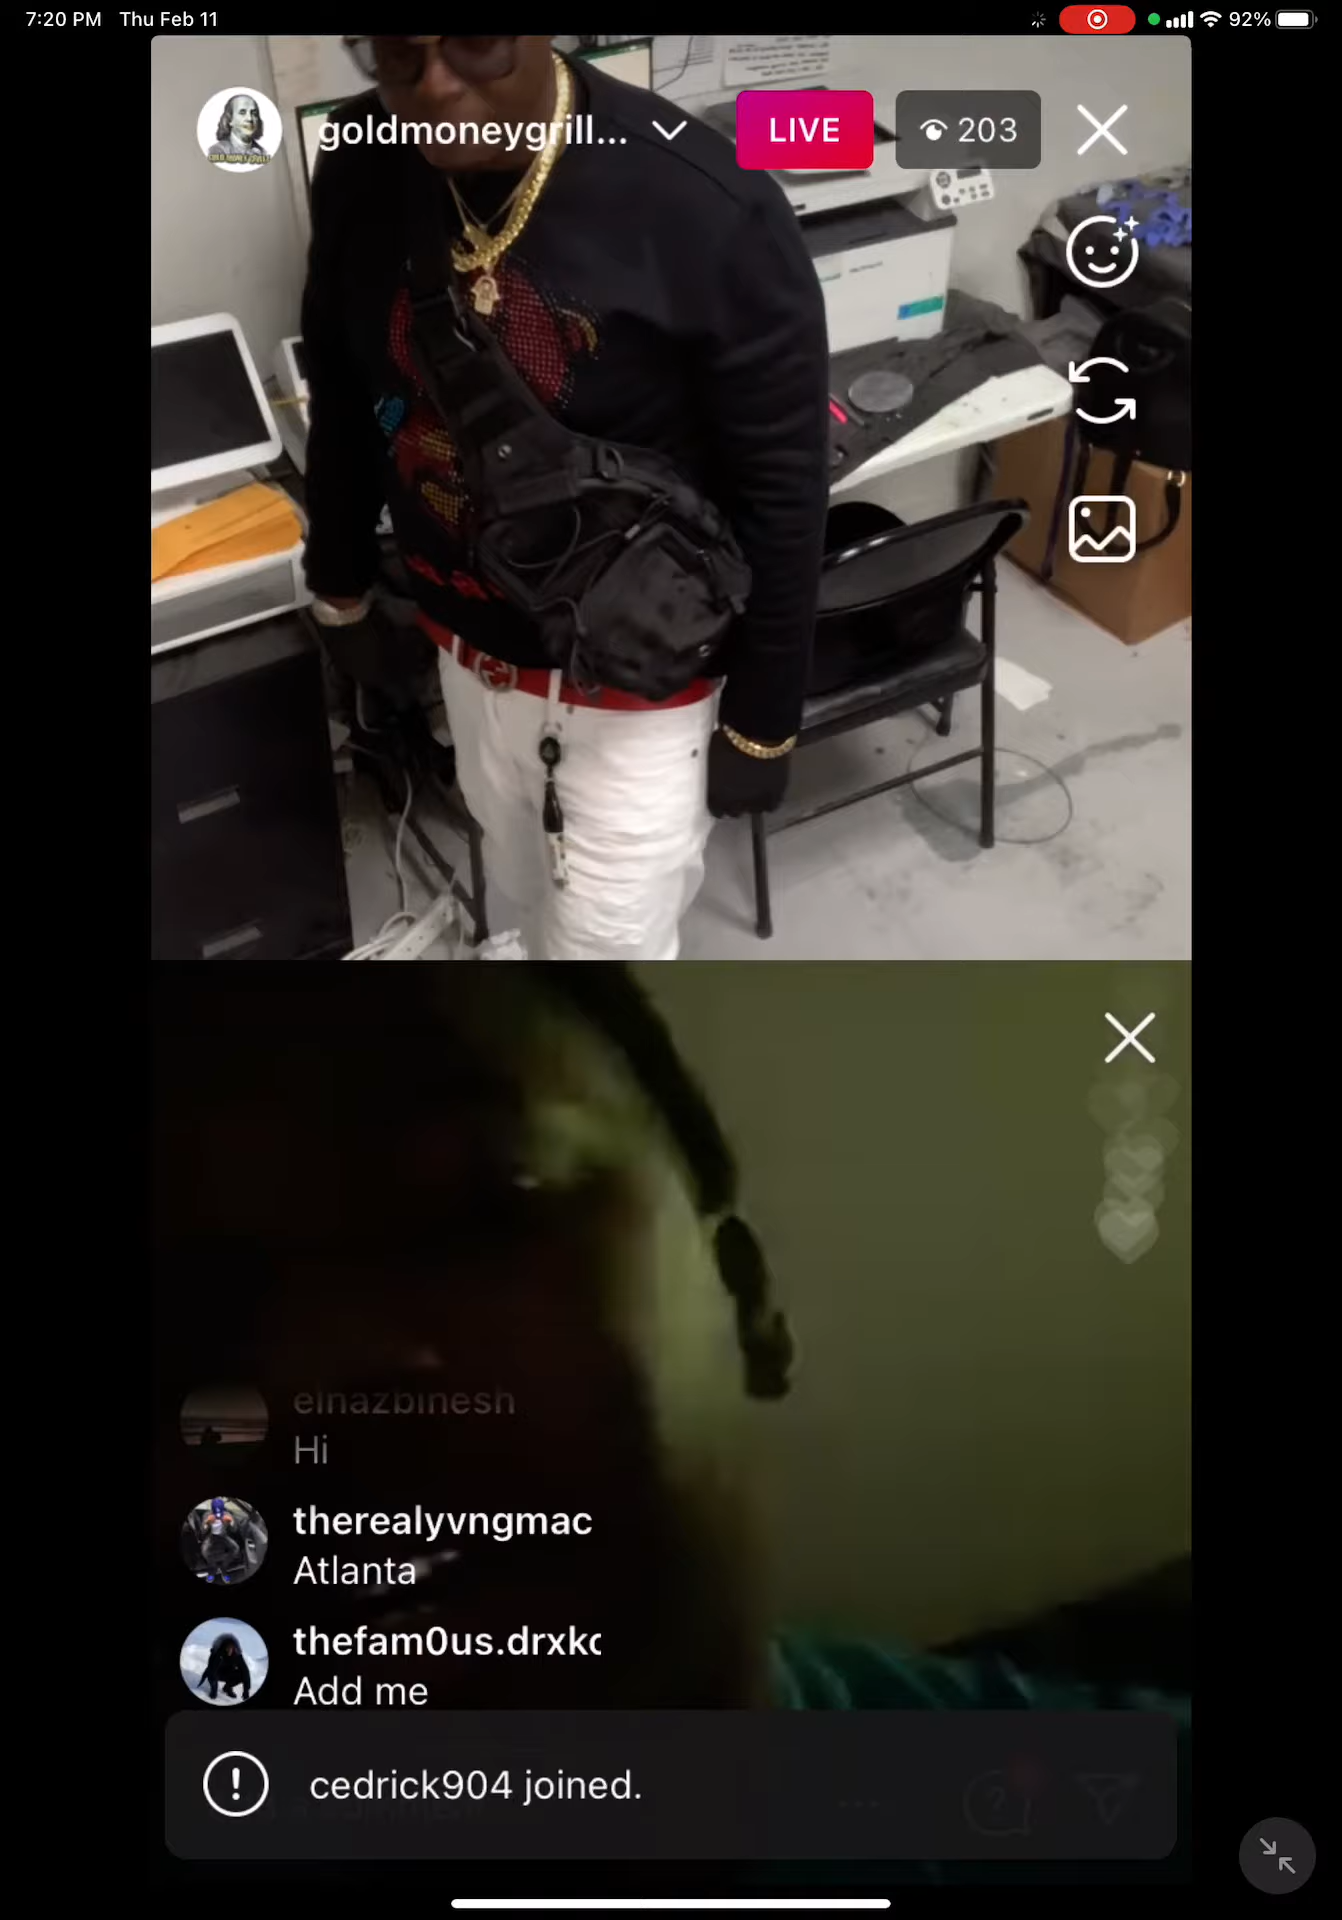 7:20 PM Thu Feb 11
92%
goldmoneygrill...
LIVE
203
elnazbinesh
Hi
therealyvngmac
Atlanta
thefam0us.drxk
Add me
cedrick904 joined.